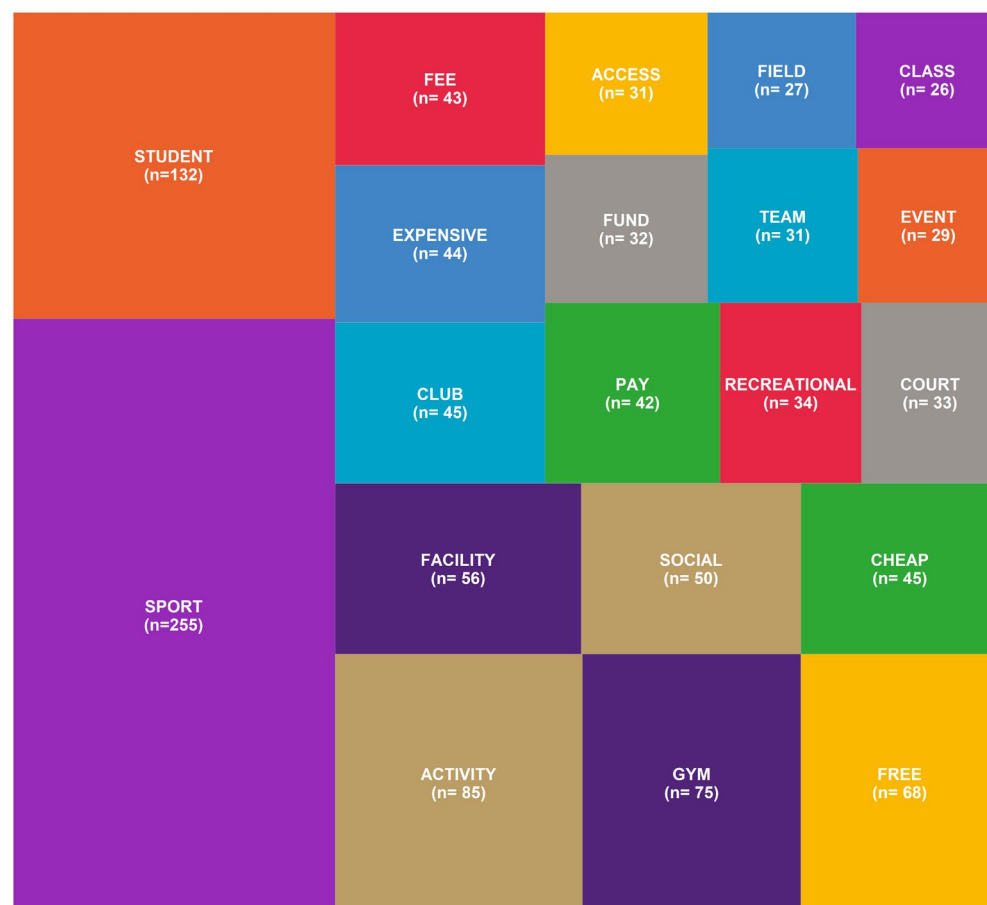 STUDENT
(n=132)
FEE
(n= 43)
ACCESS
(n= 31)
FIELD
(n= 27)
CLASS
(n= 26)
EXPENSIVE
(n= 44)
FUND
(n= 32)
TEAM
(n= 31)
EVENT
(n= 29)
CLUB
(n= 45)
PAY
(n= 42)
RECREATIONAL
(n= 34)
COURT
(n= 33)
SPORT
(n=255)
FACILITY
(n= 56)
SOCIAL
(n= 50)
CHEAP
(n= 45)
ACTIVITY
(n= 85)
GYM
(n= 75)
FREE
(n= 68)